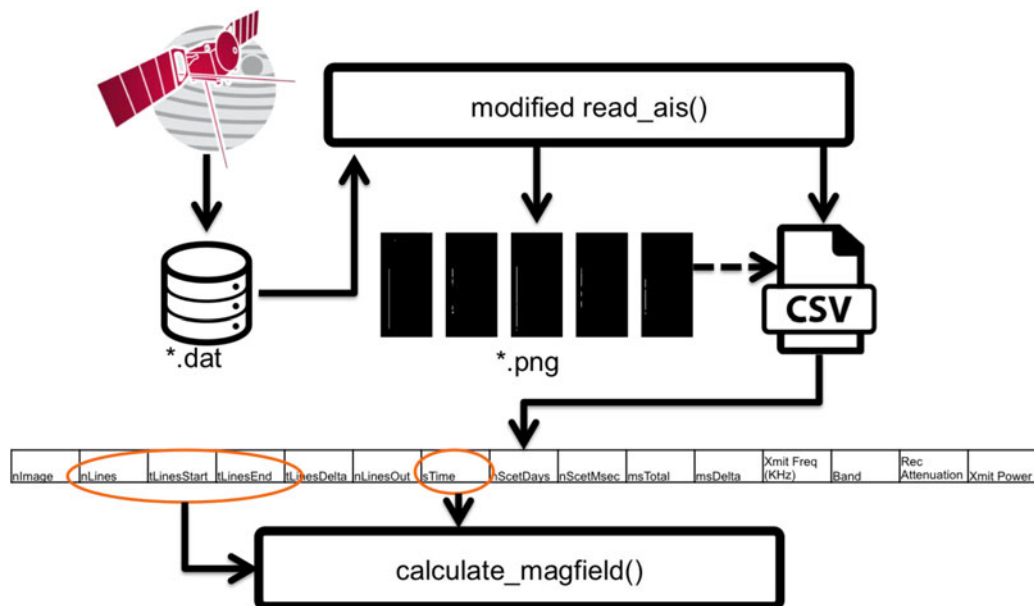 modified read_ais()
CSV
*.dat
*.png
nImage nLines tLinesStart tLinesEnd tLinesDelta nLinesOut sTime nScetDays nScetMsec msTotal msDelta Xmit Freq (KHz) Band Rec Attenuation Xmit Power
calculate_magfield()